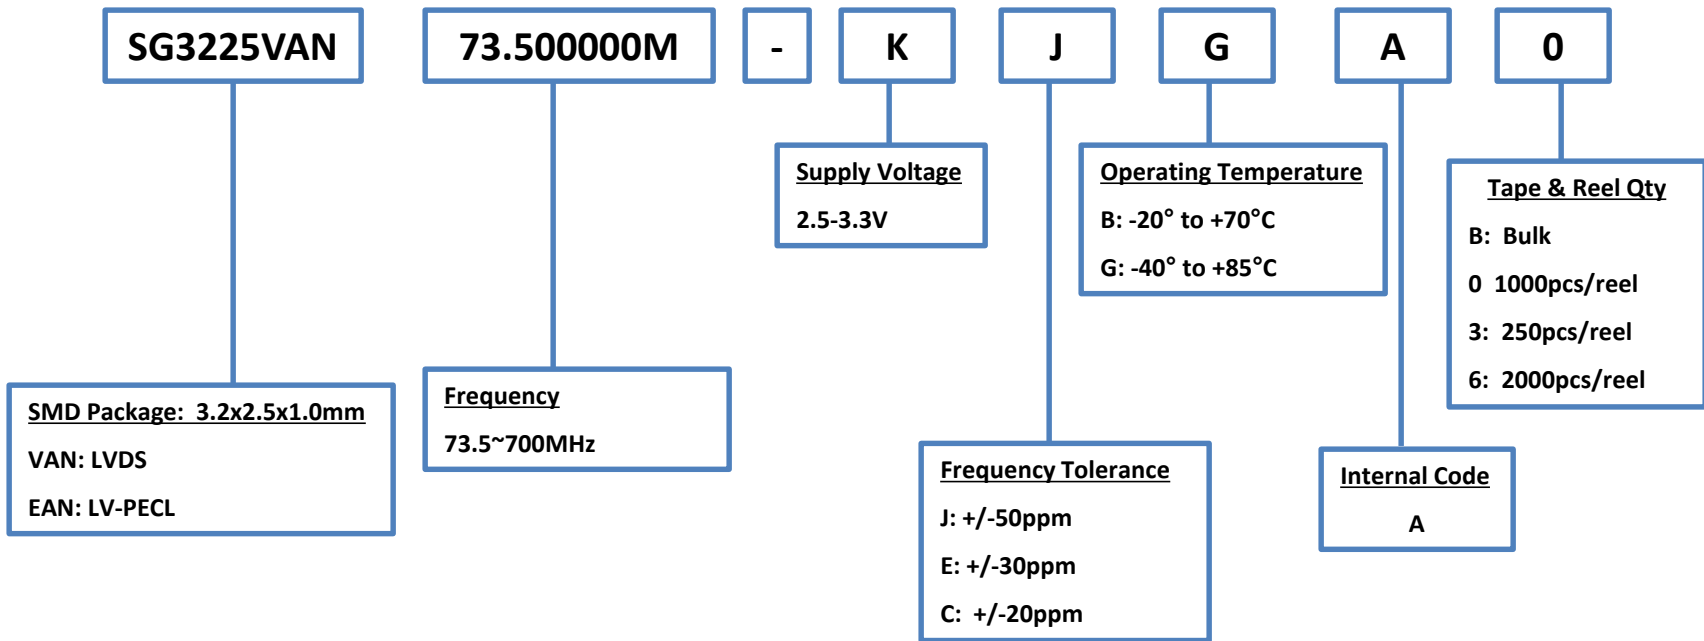 SG3225VAN 73.500000M - K J G A 0
Supply Voltage
2.5-3.3V
Operating Temperature
B: -20° to +70°C
G: -40° to +85°C
Tape & Reel Qty
B: Bulk
0 1000pcs/reel
3: 250pcs/reel
6: 2000pcs/reel
SMD Package: 3.2x2.5x1.0mm
VAN: LVDS
EAN: LV-PECL
Frequency
73.5~700MHz
Frequency Tolerance
J: +/-50ppm
E: +/-30ppm
C: +/-20ppm
Internal Code
A